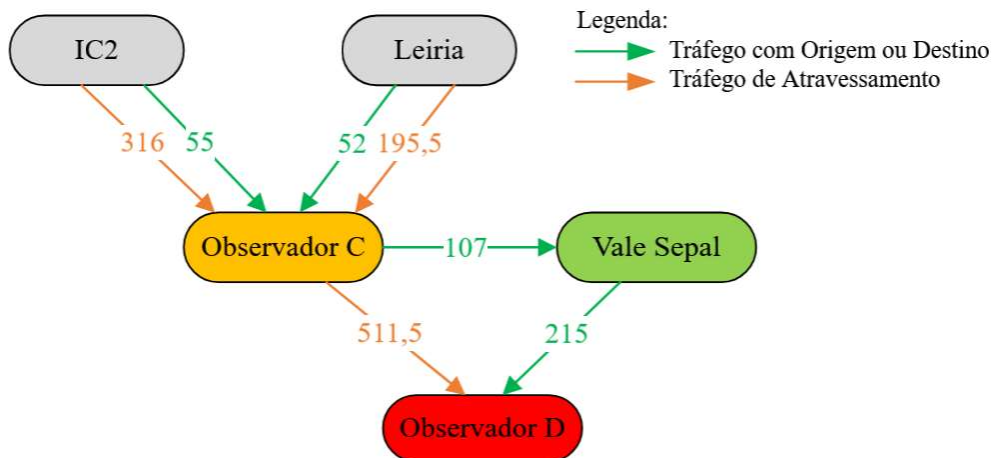 IC2
Leiria
Legenda:
Tráfego com Origem ou Destino
Tráfego de Atravessamento
316
55
52
195,5
Observador C
107
Vale Sepal
511,5
215
Observador D